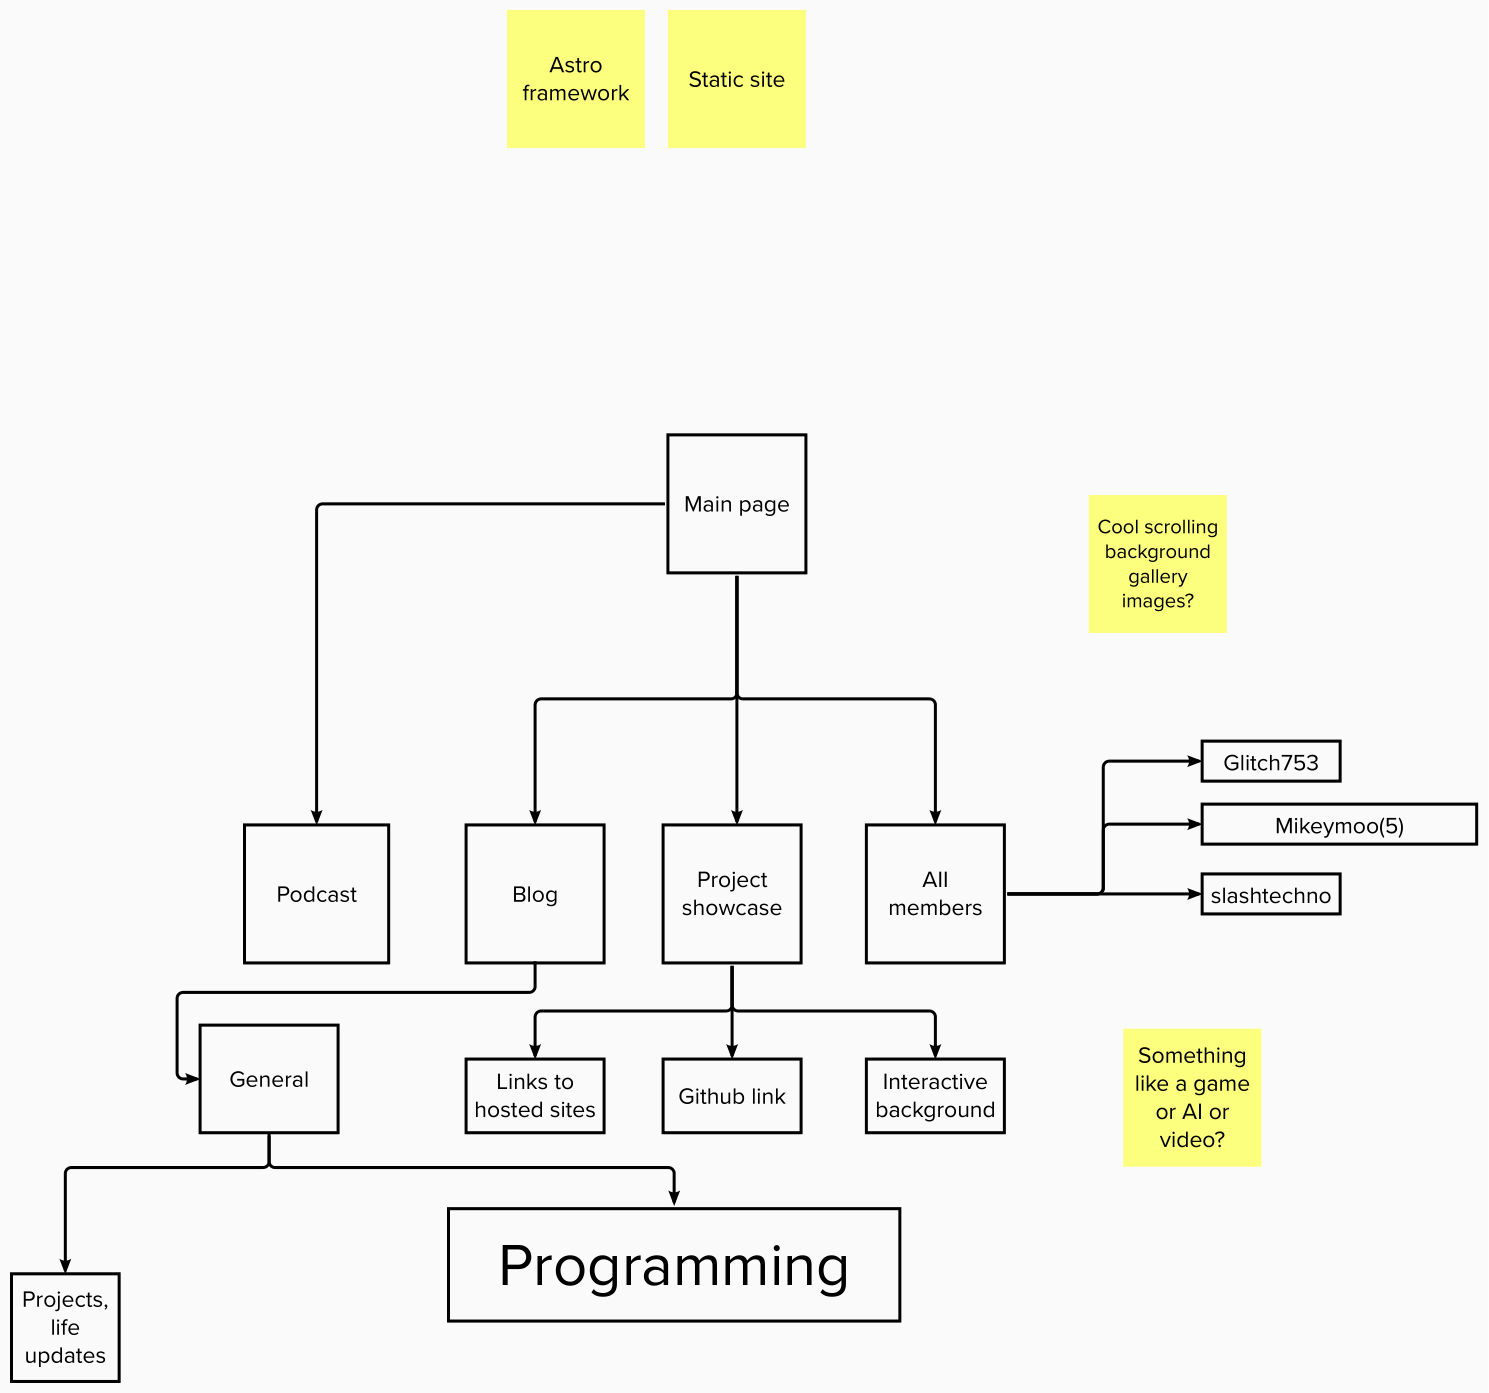 Astro
framework
Static site
Main page
Cool scrolling
background
gallery
images?
Glitch753
Mikeymoo(5)
slashtechno
Podcast
Blog
Project
showcase
All
members
General
Links to
hosted sites
Github link
Interactive
background
Something
like a game
or AI or
video?
Programming
Projects,
life
updates